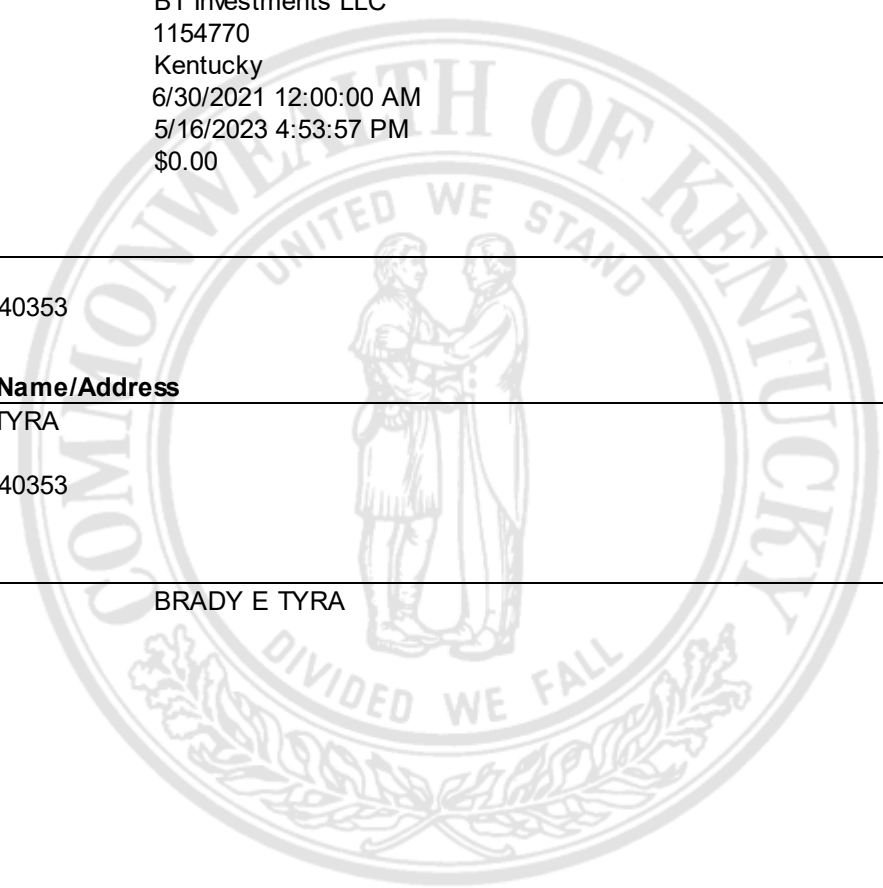 BT Investments LLC
1154770
Kentucky
6/30/2021 12:00:00 AM
5/16/2023 4:53:57 PM
$0.00
40353
Name/Address
TYRA
40353
BRADY E TYRA
COMMONWEALTH OF KENTUCKY
UNITED WE STAND
DIVIDED WE FALL